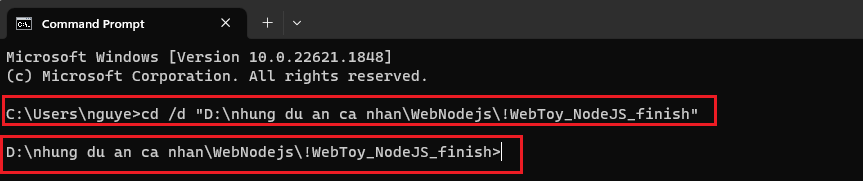 Command Prompt
Microsoft Windows [Version 10.0.22621.1848]
(c) Microsoft Corporation. All rights reserved.
C:\Users\nguye>cd /d "D:\nhung du an ca nhan\WebNodejs\!WebToy_NodeJS_finish"
D:\nhung du an ca nhan\WebNodejs\!WebToy_NodeJS_finish>